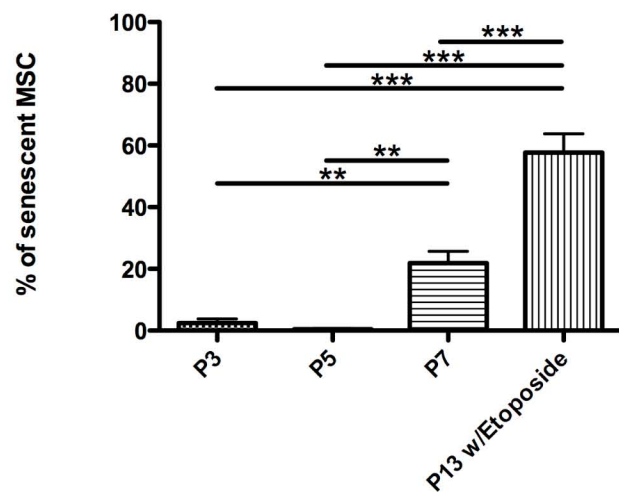 % of senescent MSC
100
80
60
40
20
0
***
***
***
**
**
P3
P5
P7
P13 w/Etoposide